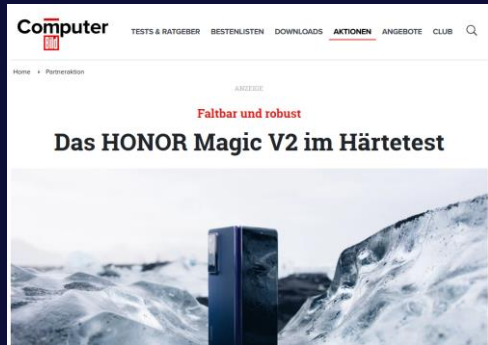 Computer
Bild
TESTS & RATGEBER BESTENLISTEN DOWNLOADS AKTIONEN ANGEBOTE CLUB
Home Partneraktion
ANZEIGE
Faltbar und robust
Das HONOR Magic V2 im Härtetest